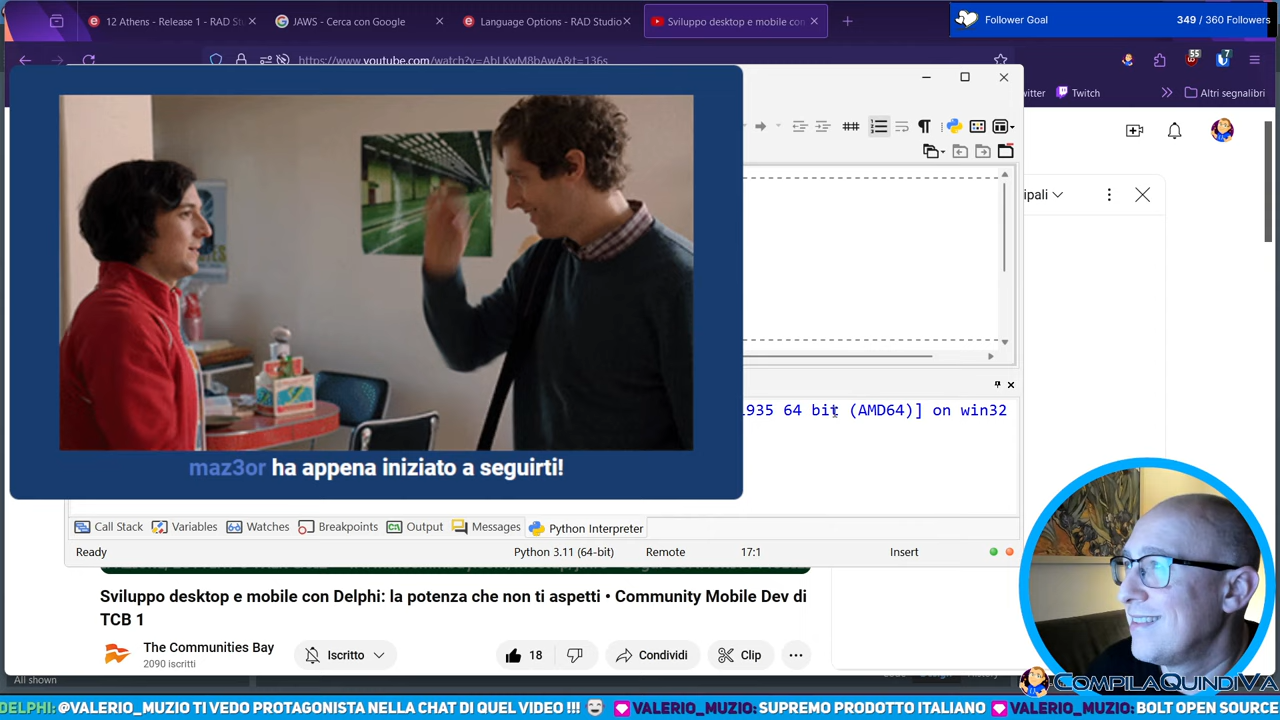 12 Athens - Release 1 - RAD St
JAWS - Cerca con Google
Language Options - RAD Studio
Sviluppo desktop e mobile con
Follower Goal
349 / 360 Followers
https://www.youtube.com/watch?v=AbLKwM8bAwA&t=136s
55
7
Twitch
Altri segnalibri
ipali
935 64 bit (AMD64)] on win32
maz3or ha appena iniziato a seguirti!
Call Stack
Variables
Watches
Breakpoints
Output
Messages
Python Interpreter
Ready
Python 3.11 (64-bit)
Remote
17:1
Insert
Sviluppo desktop e mobile con Delphi: la potenza che non ti aspetti • Community Mobile Dev di
TCB 1
The Communities Bay
2090 iscritti
Iscritto
18
Condividi
Clip
All shown
CompilaQuindiVa
DELPHI: @VALERIO_MUZIO TI VEDO PROTAGONISTA NELLA CHAT DI QUEL VIDEO !!! VALERIO_MUZIO: SUPREMO PRODOTTO ITALIANO VALERIO_MUZIO: BOLT OPEN SOURCE